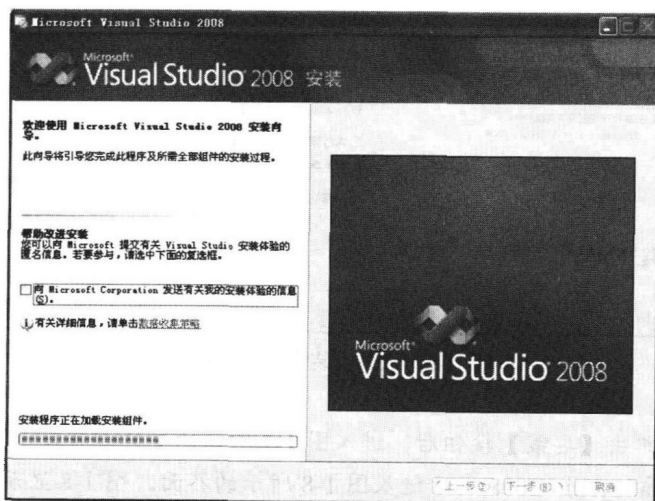 Microsoft Visual Studio 2008
Microsoft
Visual Studio 2008 安装
欢迎使用 Microsoft Visual Studio 2008 安装向
导。
此向导将引导您完成此程序及所需全部组件的安装过程。
帮助改进安装
您可以向 Microsoft 提交有关 Visual Studio 安装体验的
匿名信息。若要参与，请选中下面的复选框。
向 Microsoft Corporation 发送有关我的安装体验的信息
(S)。
有关详细信息，请单击数据收集策略
Microsoft
Visual Studio 2008
安装程序正在加载安装组件。
上一步 下一步 取消